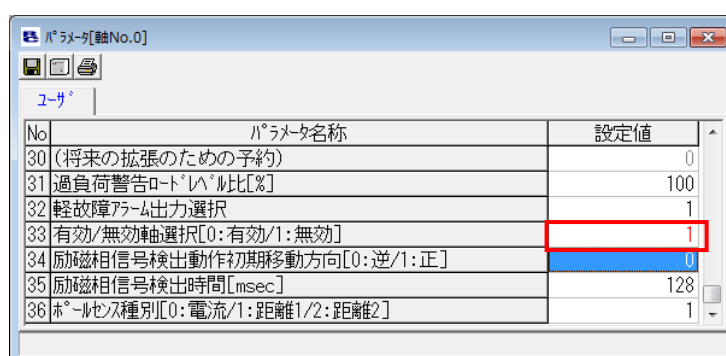 パラメータ[軸No.0]
ユーザ
No パラメータ名称 設定値
30 (将来の拡張のための予約) 0
31 過負荷警告ロードレベル比[%] 100
32 軽故障アラーム出力選択 1
33 有効/無効軸選択[0:有効/1:無効] 1
34 励磁相信号検出動作初期移動方向[0:逆/1:正] 0
35 励磁相信号検出時間[msec] 128
36 ポールセンス種別[0:電流/1:距離1/2:距離2] 1